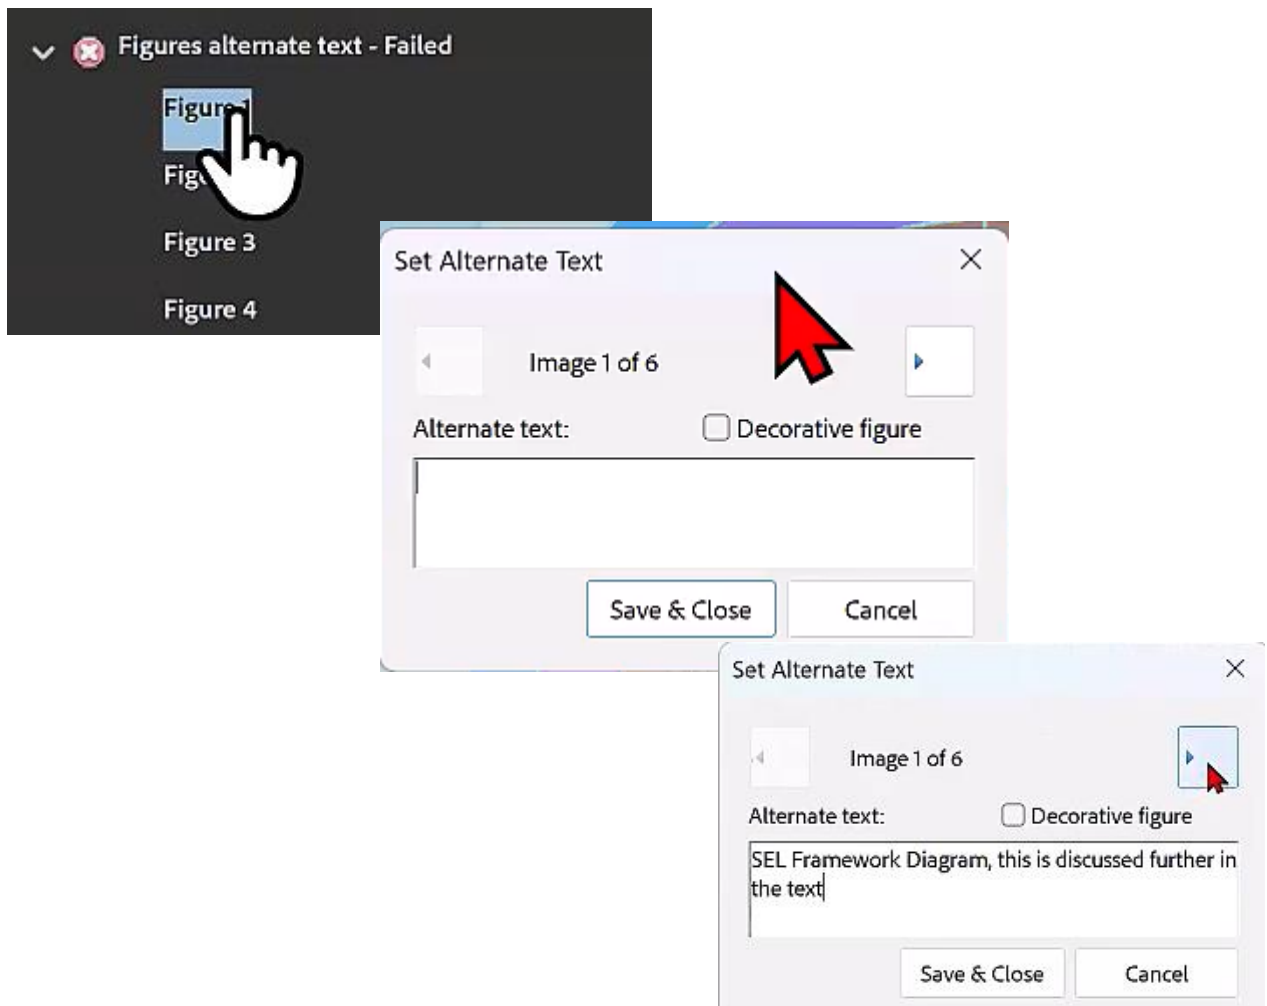 Figures alternate text - Failed
Figure 1
Figure 3
Figure 4
Set Alternate Text
Image 1 of 6
Alternate text:
Decorative figure
Save & Close
Cancel
Set Alternate Text
Image 1 of 6
Alternate text:
Decorative figure
SEL Framework Diagram, this is discussed further in
the text
Save & Close
Cancel